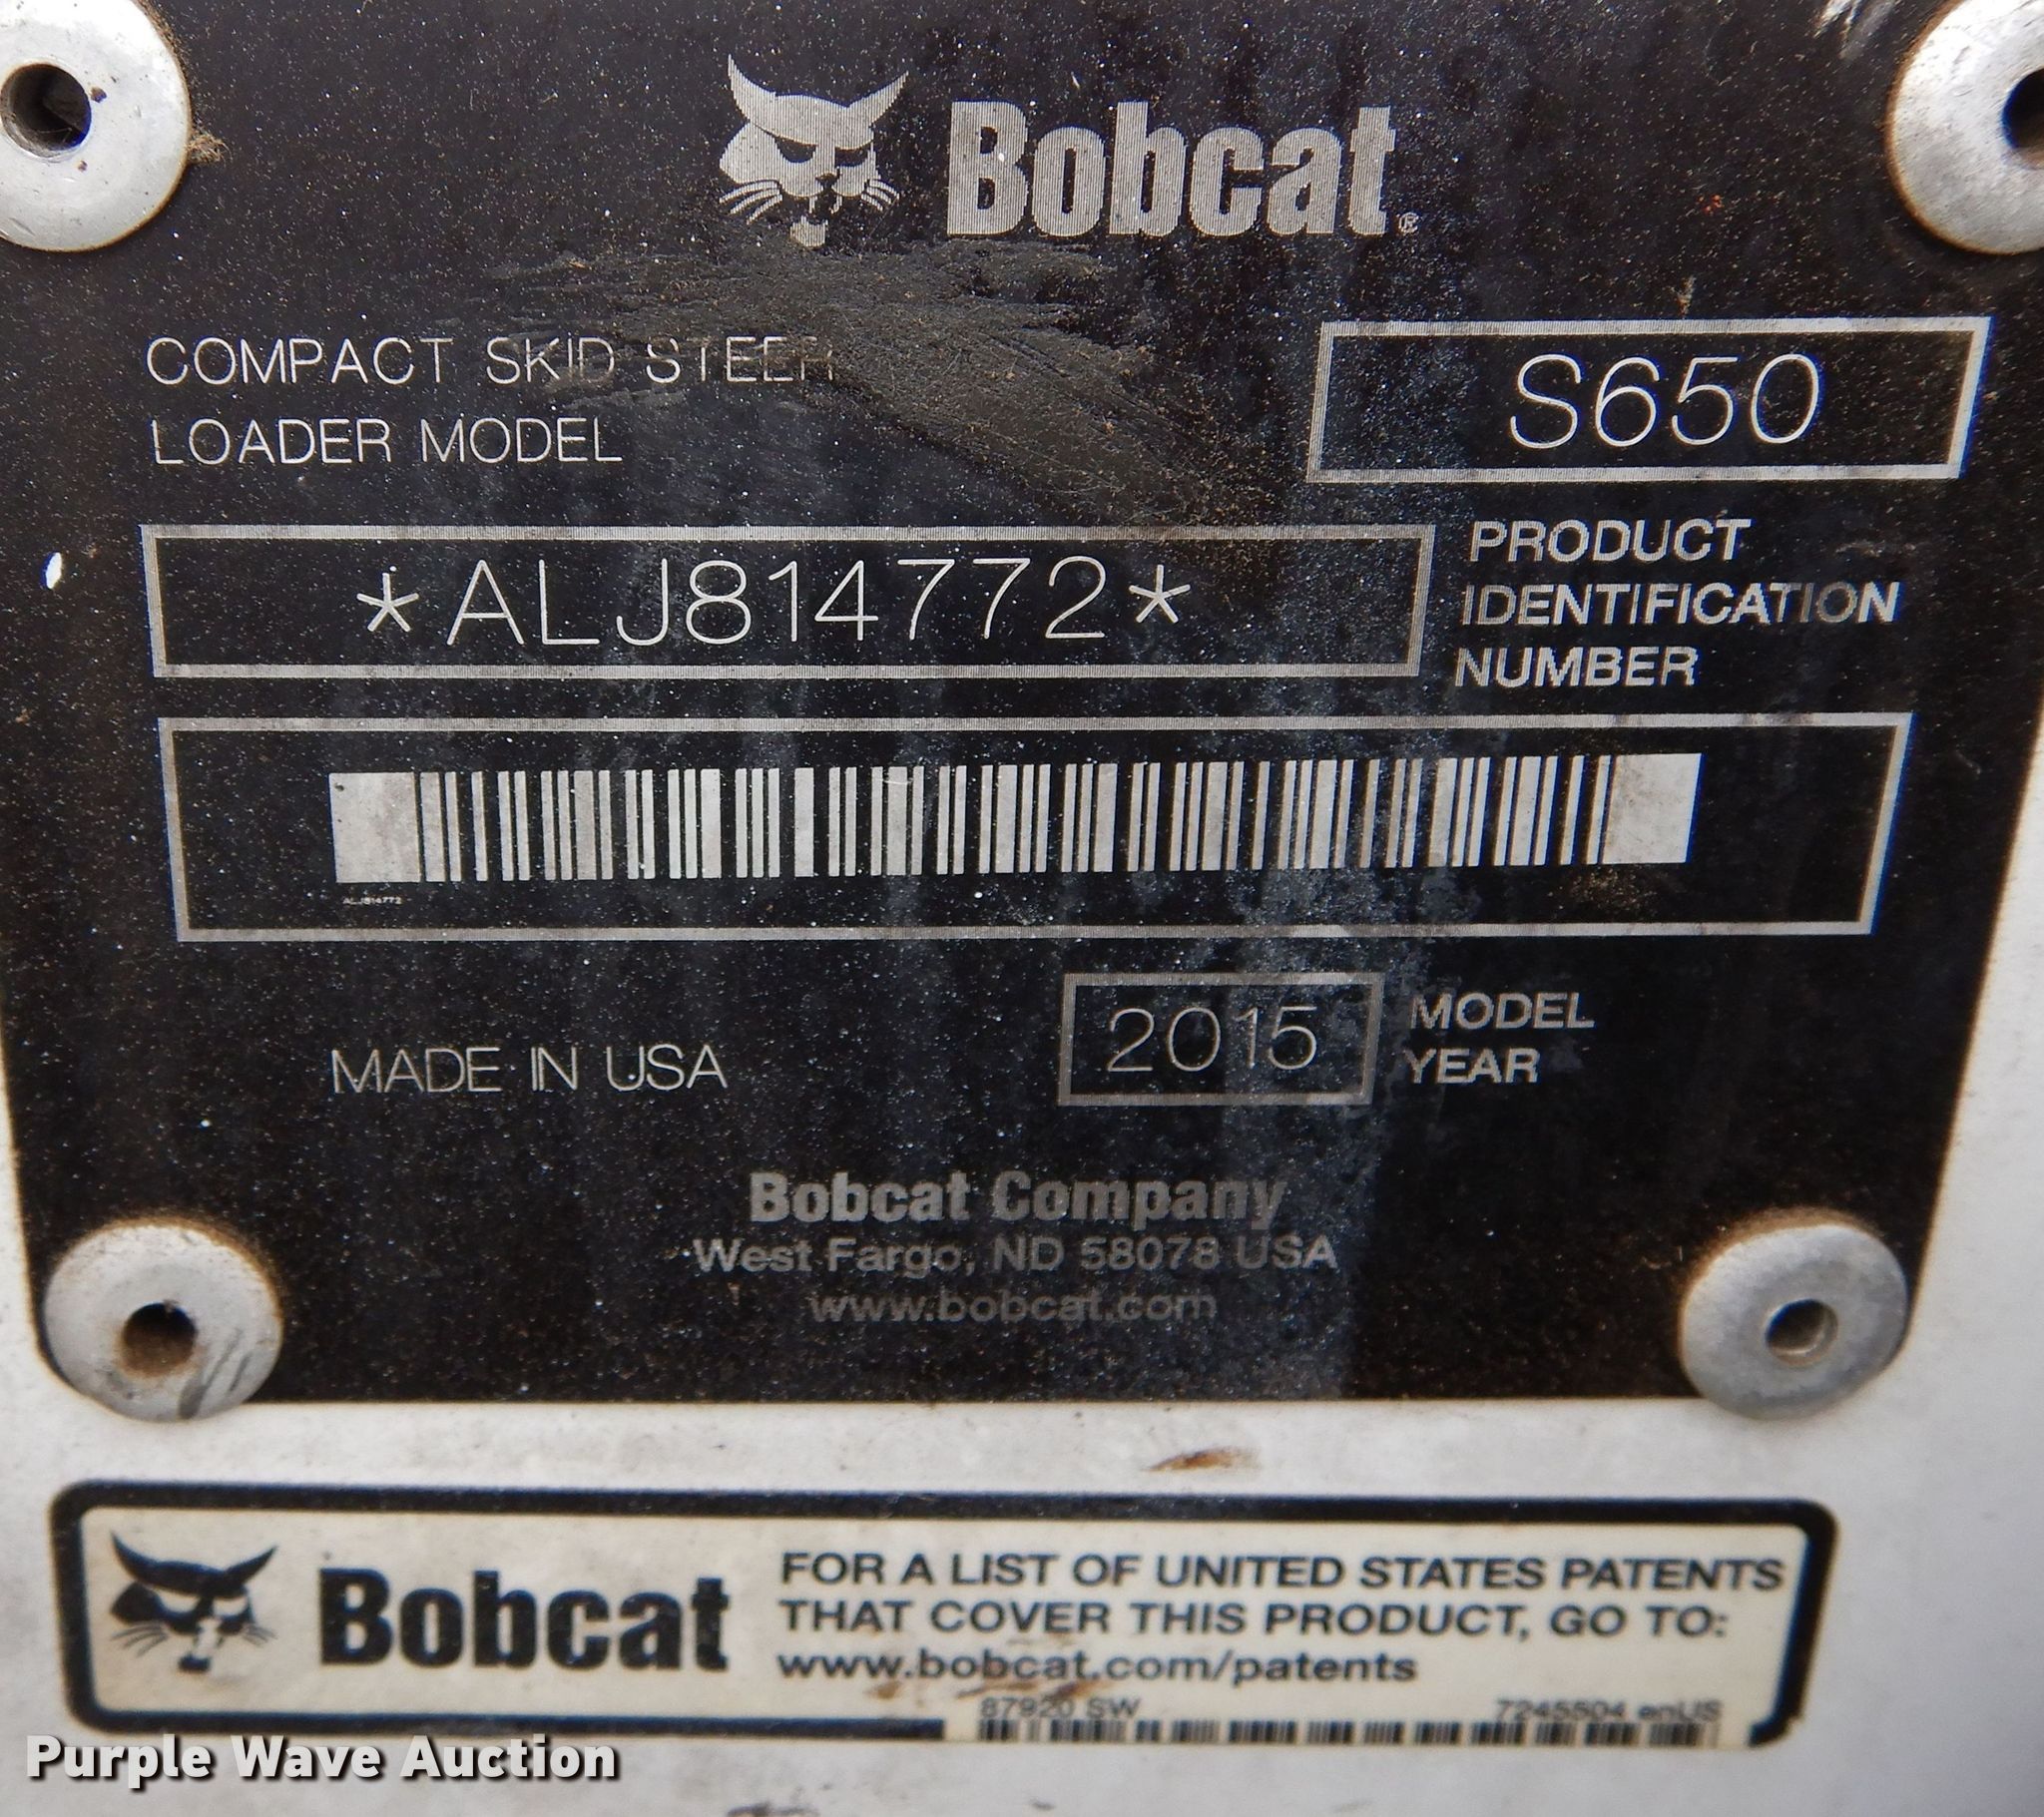 Bobcat®
COMPACT SKID STEER
LOADER MODEL
S650
*ALJ814772*
PRODUCT
IDENTIFICATION
NUMBER
ALJ814772
MADE IN USA
2015
MODEL
YEAR
Bobcat Company
West Fargo, ND 58078 USA
www.bobcat.com
Bobcat
FOR A LIST OF UNITED STATES PATENTS
THAT COVER THIS PRODUCT, GO TO:
www.bobcat.com/patents
87920 SW
7245504 enUS
Purple Wave Auction